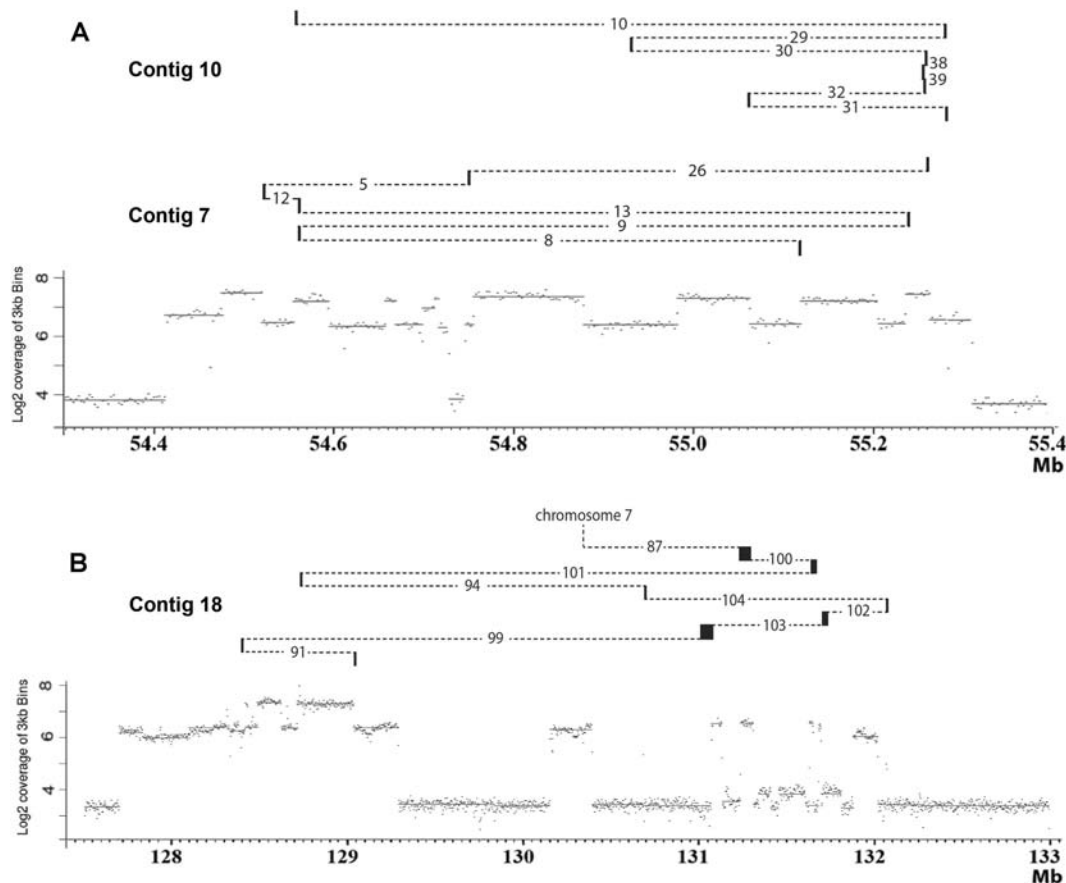 A
10
29
Contig 10
30
38
39
32
31
26
5
Contig 7
12
13
9
8
Log2 coverage of 3kb Bins
8
6
4
54.4 54.6 54.8 55.0 55.2 55.4
Mb
chromosome 7
B
87
100
101
94
Contig 18
104
102
103
99
91
Log2 coverage of 3kb Bins
8
6
4
128 129 130 131 132 133
Mb